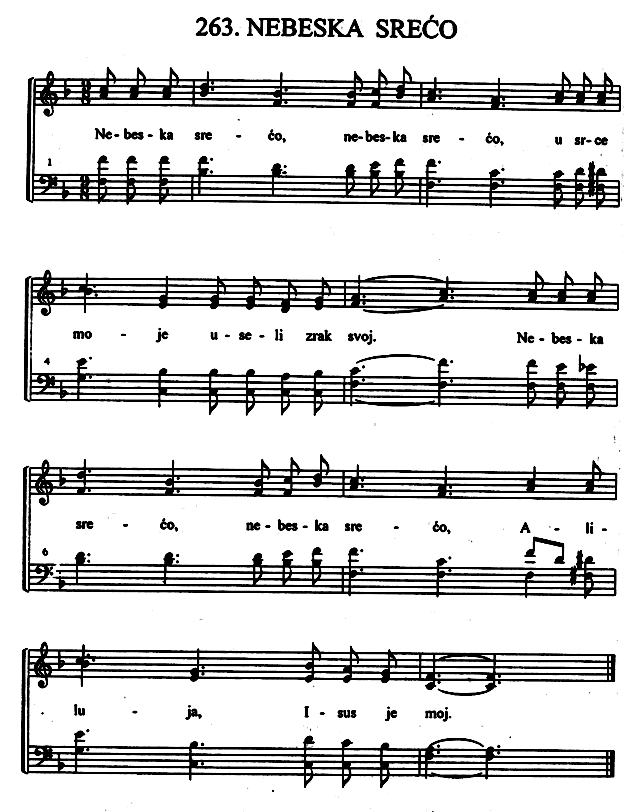 263. NEBESKA SREĆO
Ne-bes-ka sre - ćo, ne-bes-ka sre - ćo, u sr-ce
1
mo - je u-se-li zrak svoj. Ne-bes-ka
4
sre - ćo, ne-bes-ka sre - ćo, A - li-
6
lu - ja, I-sus je moj.